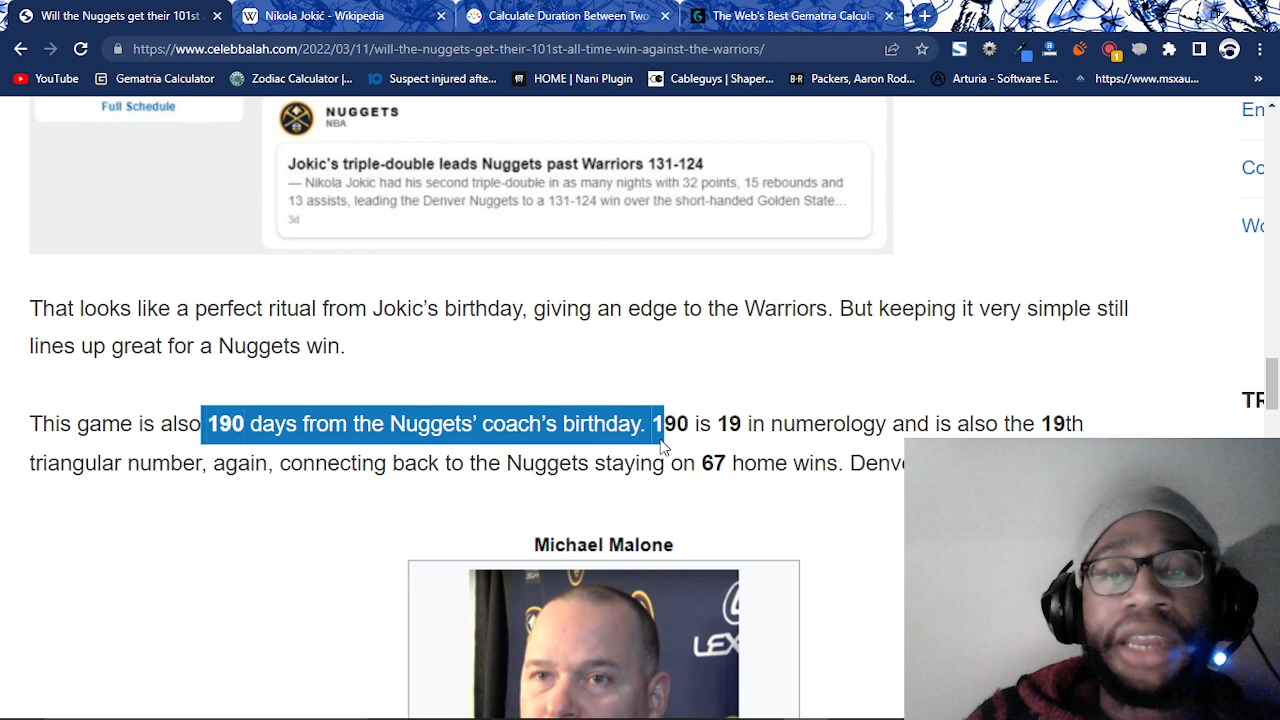 Will the Nuggets get their 101st
Nikola Jokić - Wikipedia
Calculate Duration Between Two
The Web's Best Gematria Calcula
https://www.celebbalah.com/2022/03/11/will-the-nuggets-get-their-101st-all-time-win-against-the-warriors/
YouTube
Gematria Calculator
Zodiac Calculator |...
Suspect injured afte...
HOME | Nani Plugin
Cableguys | Shaper...
Packers, Aaron Rod...
Arturia - Software E...
https://www.msxau...
Full Schedule
NUGGETS
NBA
Jokic's triple-double leads Nuggets past Warriors 131-124
— Nikola Jokic had his second triple-double in as many nights with 32 points, 15 rebounds and
13 assists, leading the Denver Nuggets to a 131-124 win over the short-handed Golden State...
3d
En
Co
Wo
That looks like a perfect ritual from Jokic's birthday, giving an edge to the Warriors. But keeping it very simple still
lines up great for a Nuggets win.
TR
This game is also 190 days from the Nuggets' coach's birthday. 190 is 19 in numerology and is also the 19th
triangular number, again, connecting back to the Nuggets staying on 67 home wins. Denve
Michael Malone
LEX